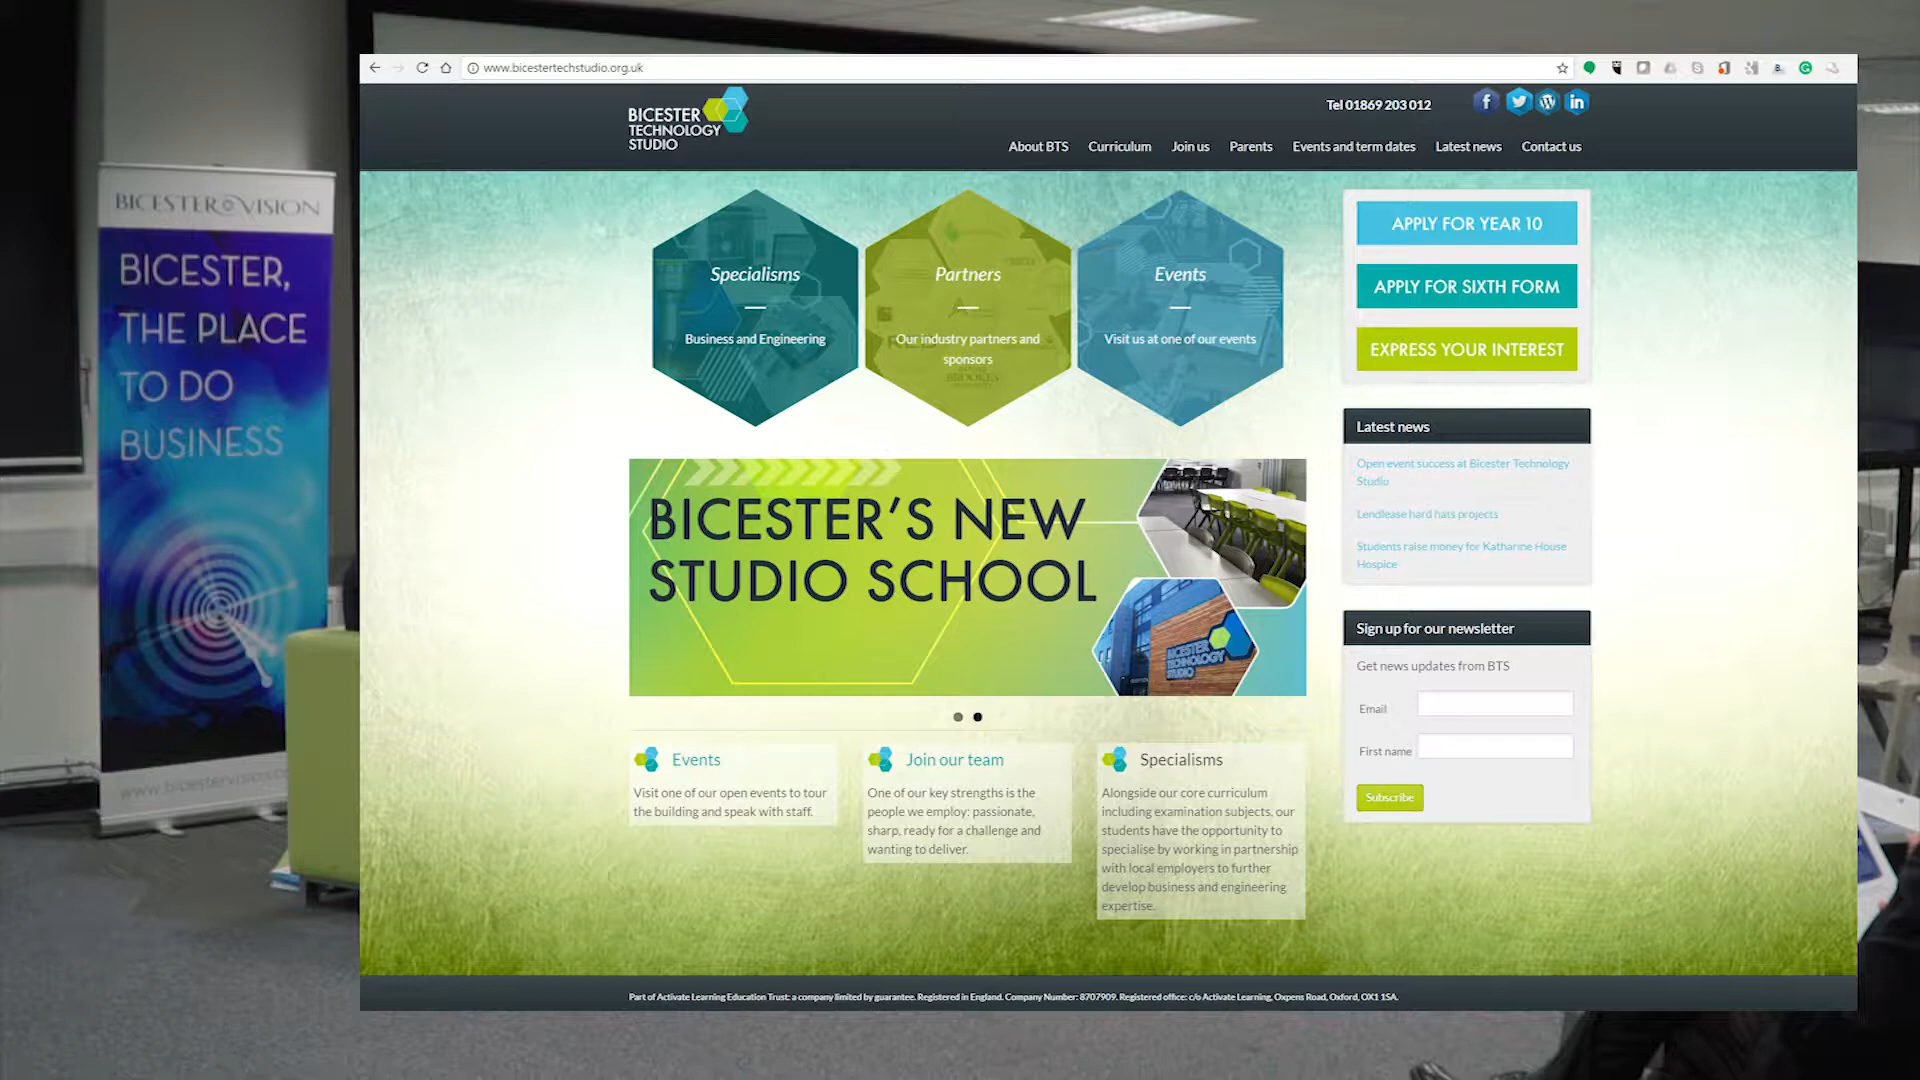 BICESTER VISION
BICESTER,
THE PLACE
TO DO
BUSINESS
www.bicestervision.co
www.bicestertechstudio.org.uk
BICESTER
TECHNOLOGY
STUDIO
Tel 01869 203 012
About BTS
Curriculum
Join us
Parents
Events and term dates
Latest news
Contact us
Specialisms
Business and Engineering
Partners
Our industry partners and
sponsors
BROOKES
Events
Visit us at one of our events
APPLY FOR YEAR 10
APPLY FOR SIXTH FORM
EXPRESS YOUR INTEREST
Latest news
Open event success at Bicester Technology
Studio
Lendlease hard hats projects
Students raise money for Katharine House
Hospice
BICESTER'S NEW
STUDIO SCHOOL
BICESTER
TECHNOLOGY
STUDIO
Sign up for our newsletter
Get news updates from BTS
Email
First name
Subscribe
Events
Visit one of our open events to tour
the building and speak with staff.
Join our team
One of our key strengths is the
people we employ: passionate,
sharp, ready for a challenge and
wanting to deliver.
Specialisms
Alongside our core curriculum
including examination subjects, our
students have the opportunity to
specialise by working in partnership
with local employers to further
develop business and engineering
expertise.
Part of Activate Learning Education Trust: a company limited by guarantee. Registered in England. Company Number: 8707909. Registered office: c/o Activate Learning, Oxpens Road, Oxford, OX1 1SA.